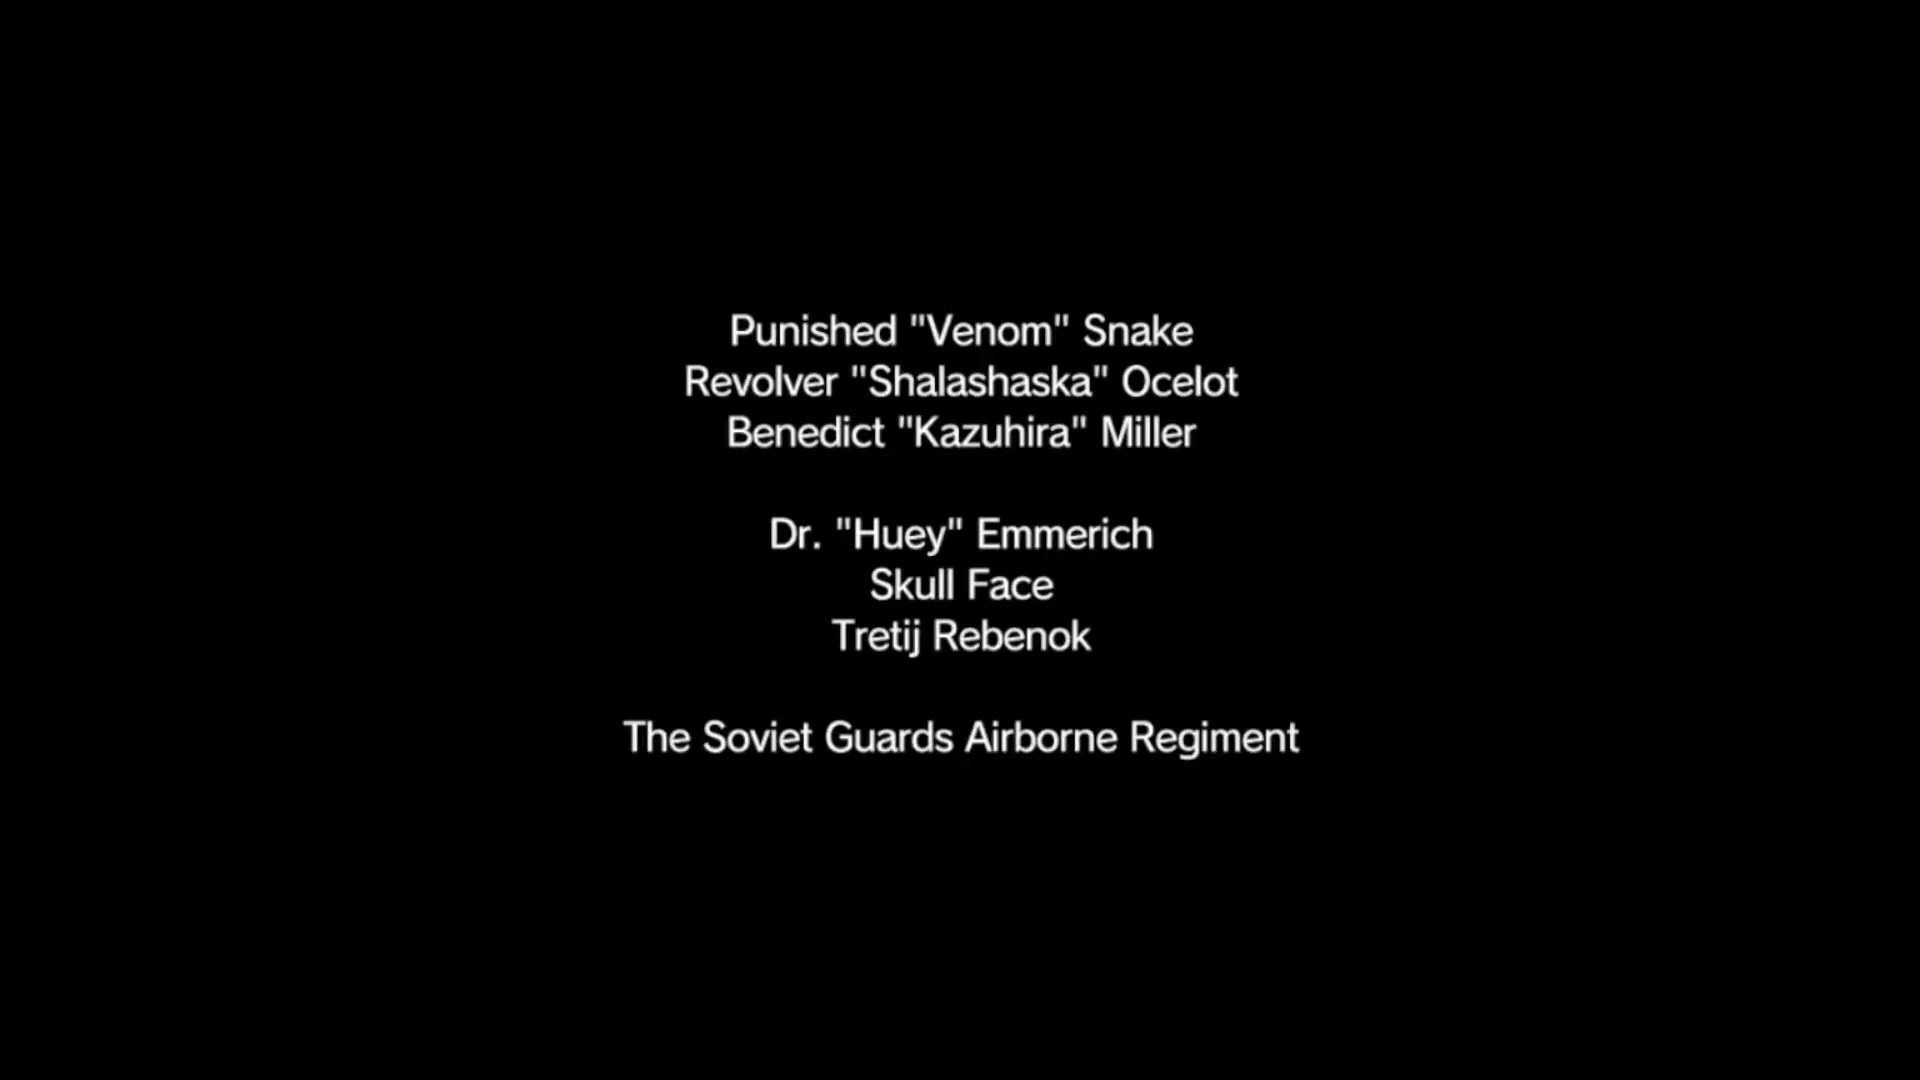 Punished "Venom" Snake
Revolver "Shalashaska" Ocelot
Benedict "Kazuhira" Miller
Dr. "Huey" Emmerich
Skull Face
Tretij Rebenok
The Soviet Guards Airborne Regiment